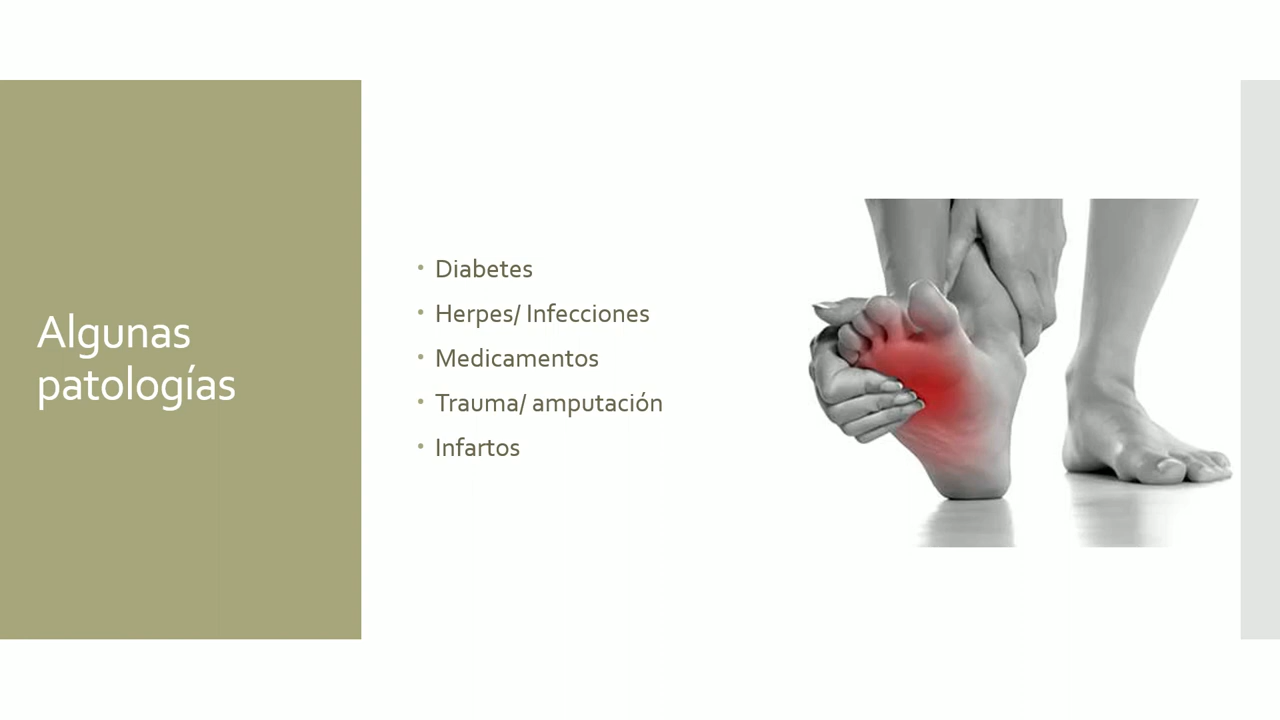 Algunas
patologías
• Diabetes
• Herpes/ Infecciones
• Medicamentos
• Trauma/ amputación
• Infartos